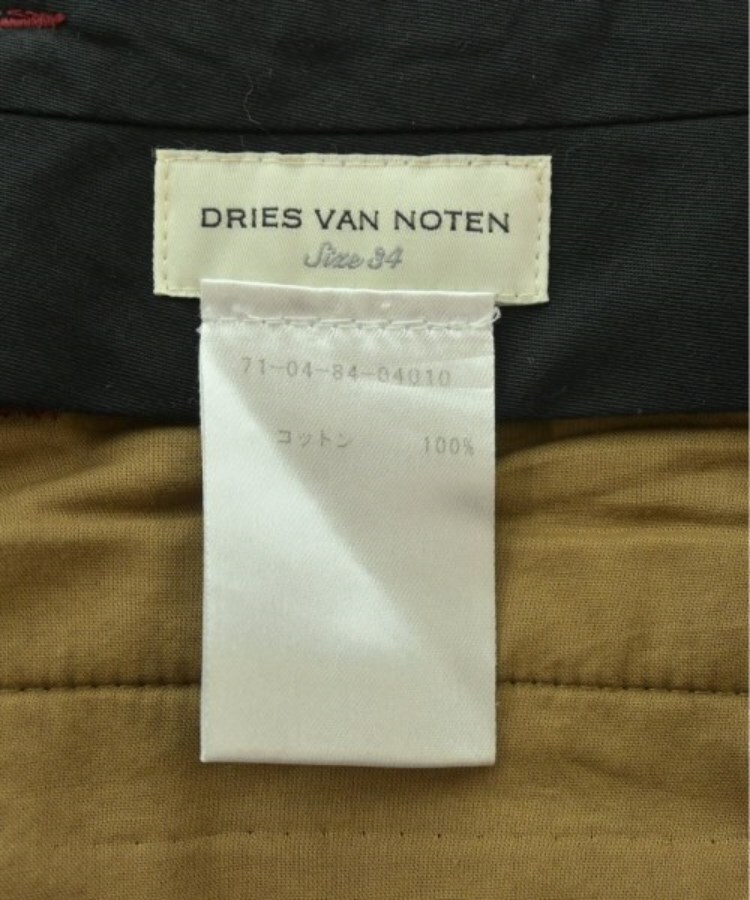 DRIES VAN NOTEN
Size 34
71-04-84-04010
コットン 100%